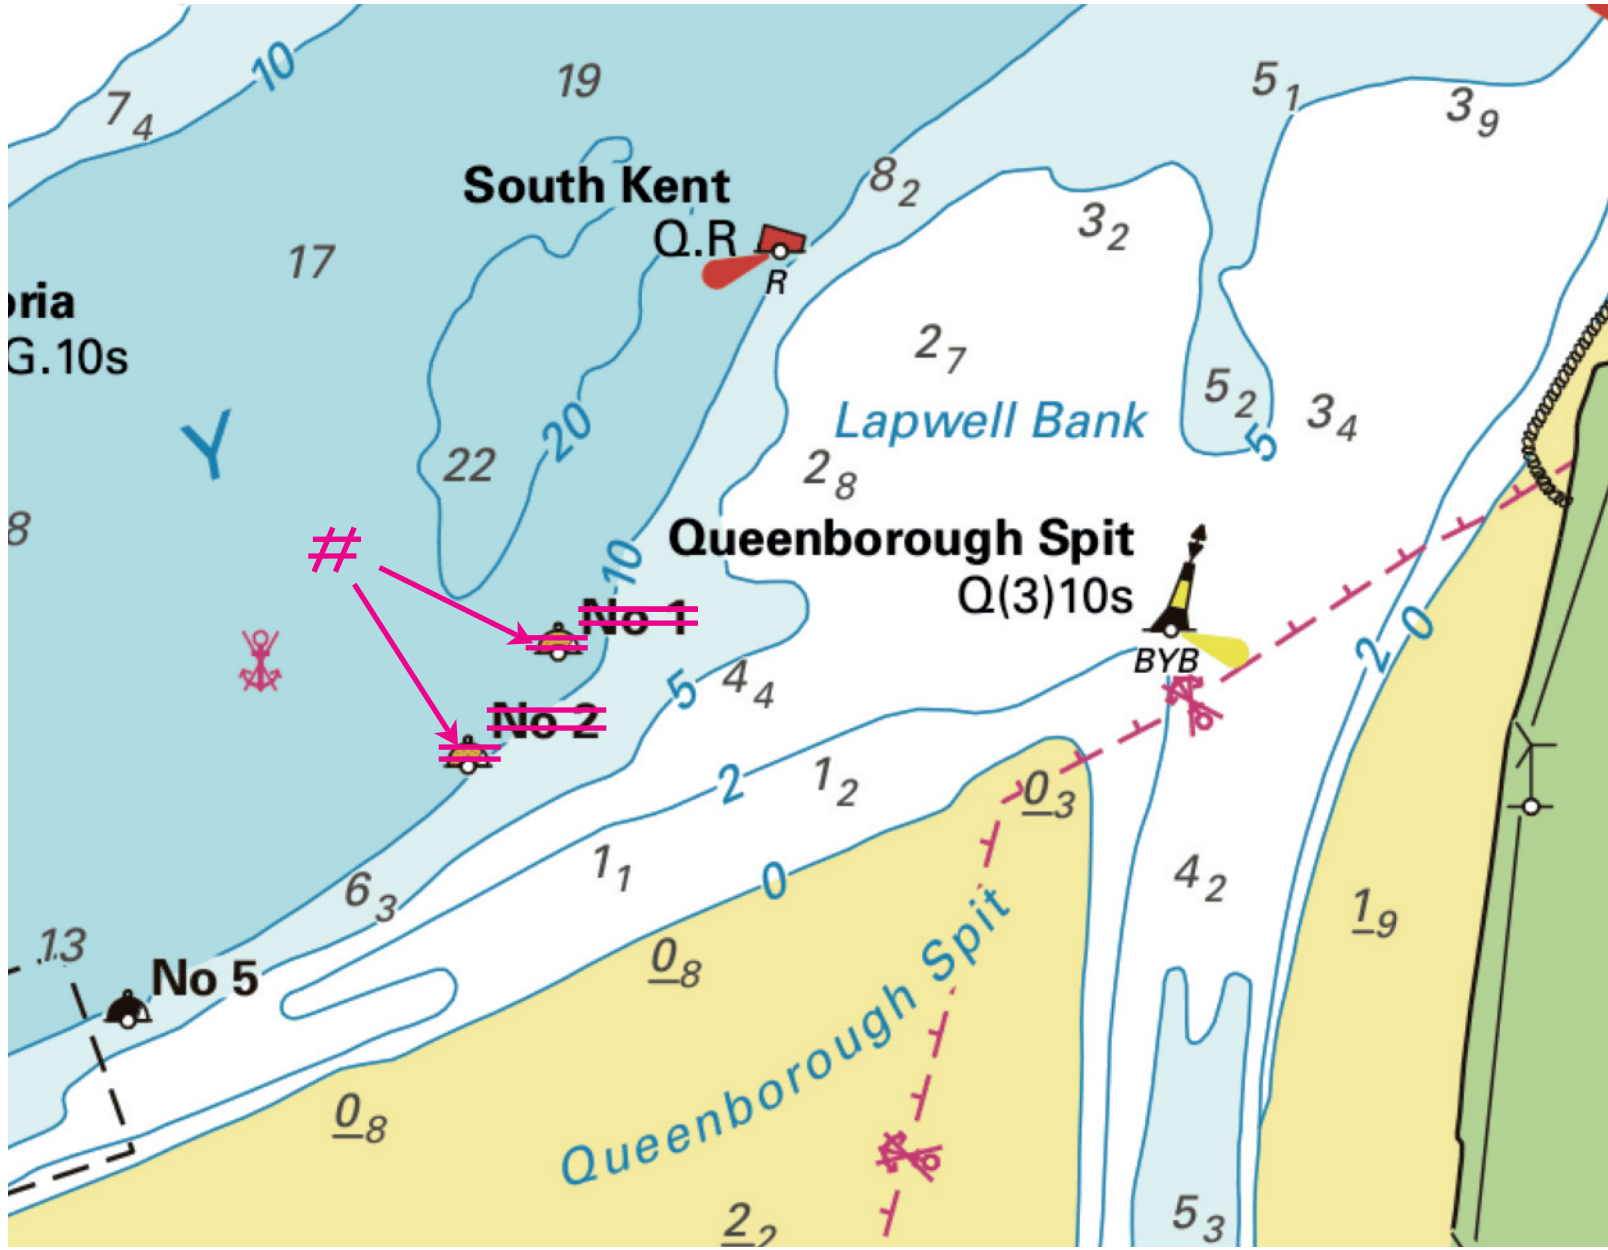 10
19
7₄
5₁
3₉
South Kent
8₂
Q.R
R
3₂
17
oria
G.10s
2₇
5₂
3₄
Lapwell Bank
5
20
22
Y
2₈
8
#
10
Queenborough Spit
Q(3)10s
No 1
BYB
2
0
5
4₄
No 2
2
1₂
0₃
1₁
0
4₂
6₃
1₉
13
No 5
0₈
Queenborough Spit
0₈
2₂
5₃